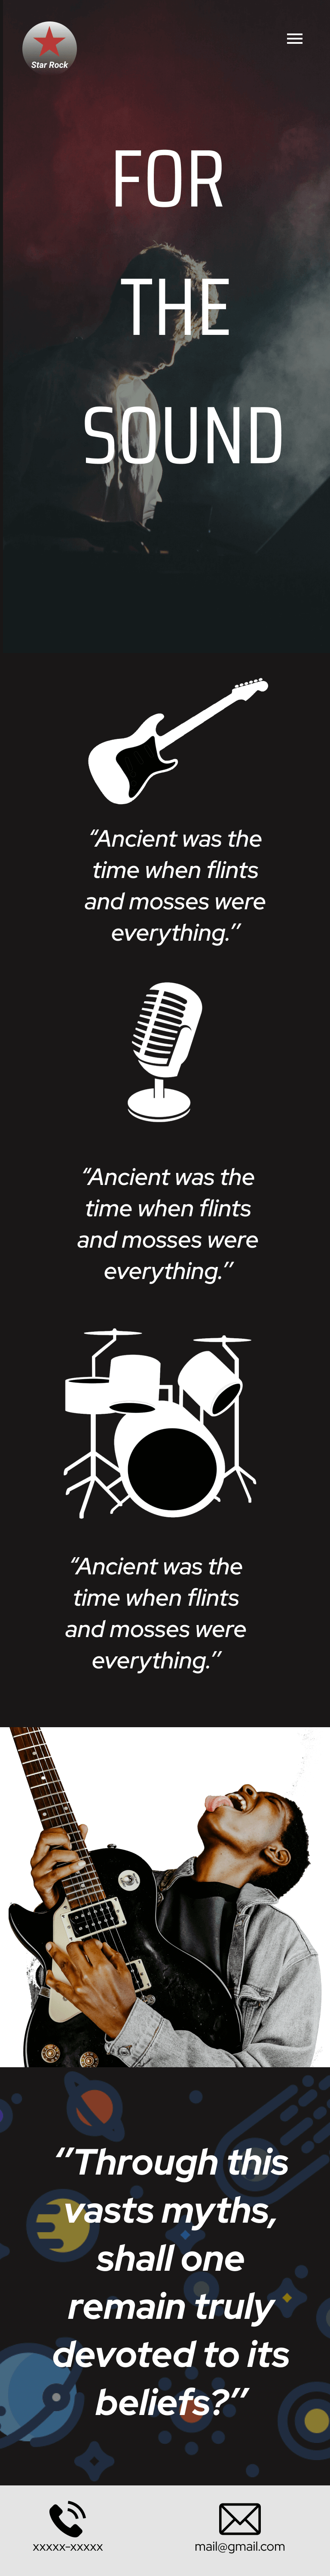 Star Rock
FOR
THE
SOUND
“Ancient was the
time when flints
and mosses were
everything.’’
“Ancient was the
time when flints
and mosses were
everything.’’
“Ancient was the
time when flints
and mosses were
everything.’’
‘’Through this
vasts myths,
shall one
remain truly
devoted to its
beliefs?’’
xxxxx-xxxxx
mail@gmail.com